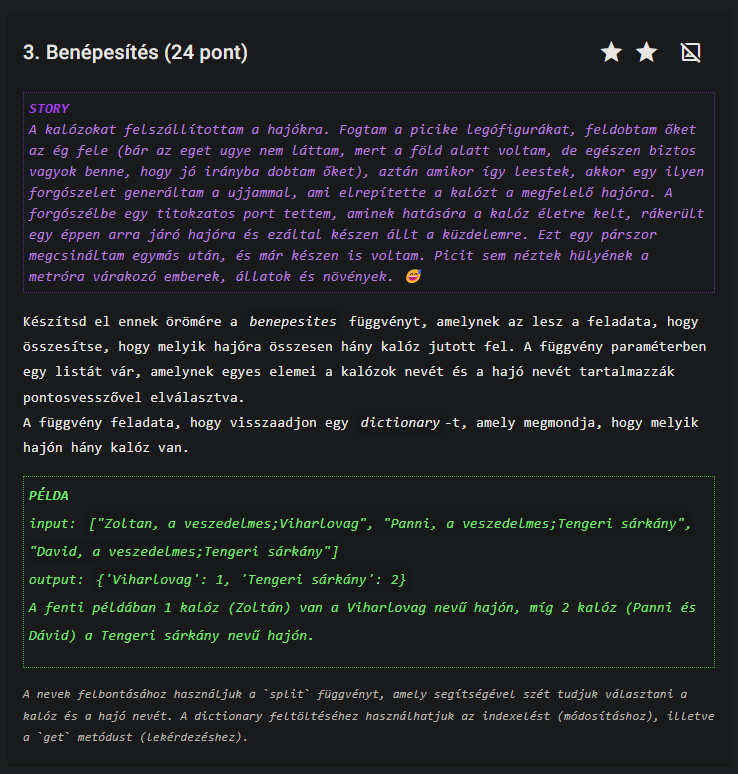 3. Benépesítés (24 pont)
STORY
A kalózokat felszállítottam a hajókra. Fogtam a picike legófigurákat, feldobtam őket
az ég fele (bár az eget ugye nem láttam, mert a föld alatt voltam, de egészen biztos
vagyok benne, hogy jó irányba dobtam őket), aztán amikor így leestek, akkor egy ilyen
forgószelet generáltam a ujjammal, ami elrepítette a kalózt a megfelelő hajóra. A
forgószélbe egy titokzatos port tettem, aminek hatására a kalóz életre kelt, rákerült
egy éppen arra járó hajóra és ezáltal készen állt a küzdelemre. Ezt egy párszor
megcsináltam egymás után, és már készen is voltam. Picit sem néztek hülyének a
metróra várakozó emberek, állatok és növények. 😅
Készítsd el ennek örömére a benepesites függvényt, amelynek az lesz a feladata, hogy
összesítse, hogy melyik hajóra összesen hány kalóz jutott fel. A függvény paraméterben
egy listát vár, amelynek egyes elemei a kalózok nevét és a hajó nevét tartalmazzák
pontosvesszővel elválasztva.
A függvény feladata, hogy visszaadjon egy dictionary-t, amely megmondja, hogy melyik
hajón hány kalóz van.
PÉLDA
input: ["Zoltan, a veszedelmes;Viharlovag", "Panni, a veszedelmes;Tengeri sárkány",
"David, a veszedelmes;Tengeri sárkány"]
output: {'Viharlovag': 1, 'Tengeri sárkány': 2}
A fenti példában 1 kalóz (Zoltán) van a Viharlovag nevű hajón, míg 2 kalóz (Panni és
Dávid) a Tengeri sárkány nevű hajón.
A nevek felbontásához használjuk a `split` függvényt, amely segítségével szét tudjuk választani a
kalóz és a hajó nevét. A dictionary feltöltéséhez használhatjuk az indexelést (módosításhoz), illetve
a `get` metódust (lekérdezéshez).